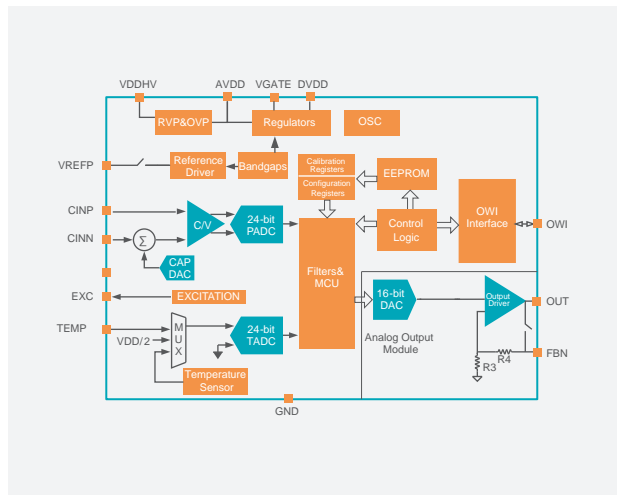 VDDHV
AVDD
VGATE
DVDD
RVP&OVP
Regulators
OSC
VREFP
Reference
Driver
Bandgaps
Calibration
Registers
Configuration
Registers
EEPROM
CINP
CINN
Σ
C/V
24-bit
PADC
CAP
DAC
Control
Logic
OWI
Interface
OWI
EXC
EXCITATION
Filters&
MCU
16-bit
DAC
Output
Driver
OUT
Analog Output
Module
TEMP
VDD/2
M
U
X
24-bit
TADC
Temperature
Sensor
R3
R4
FBN
GND